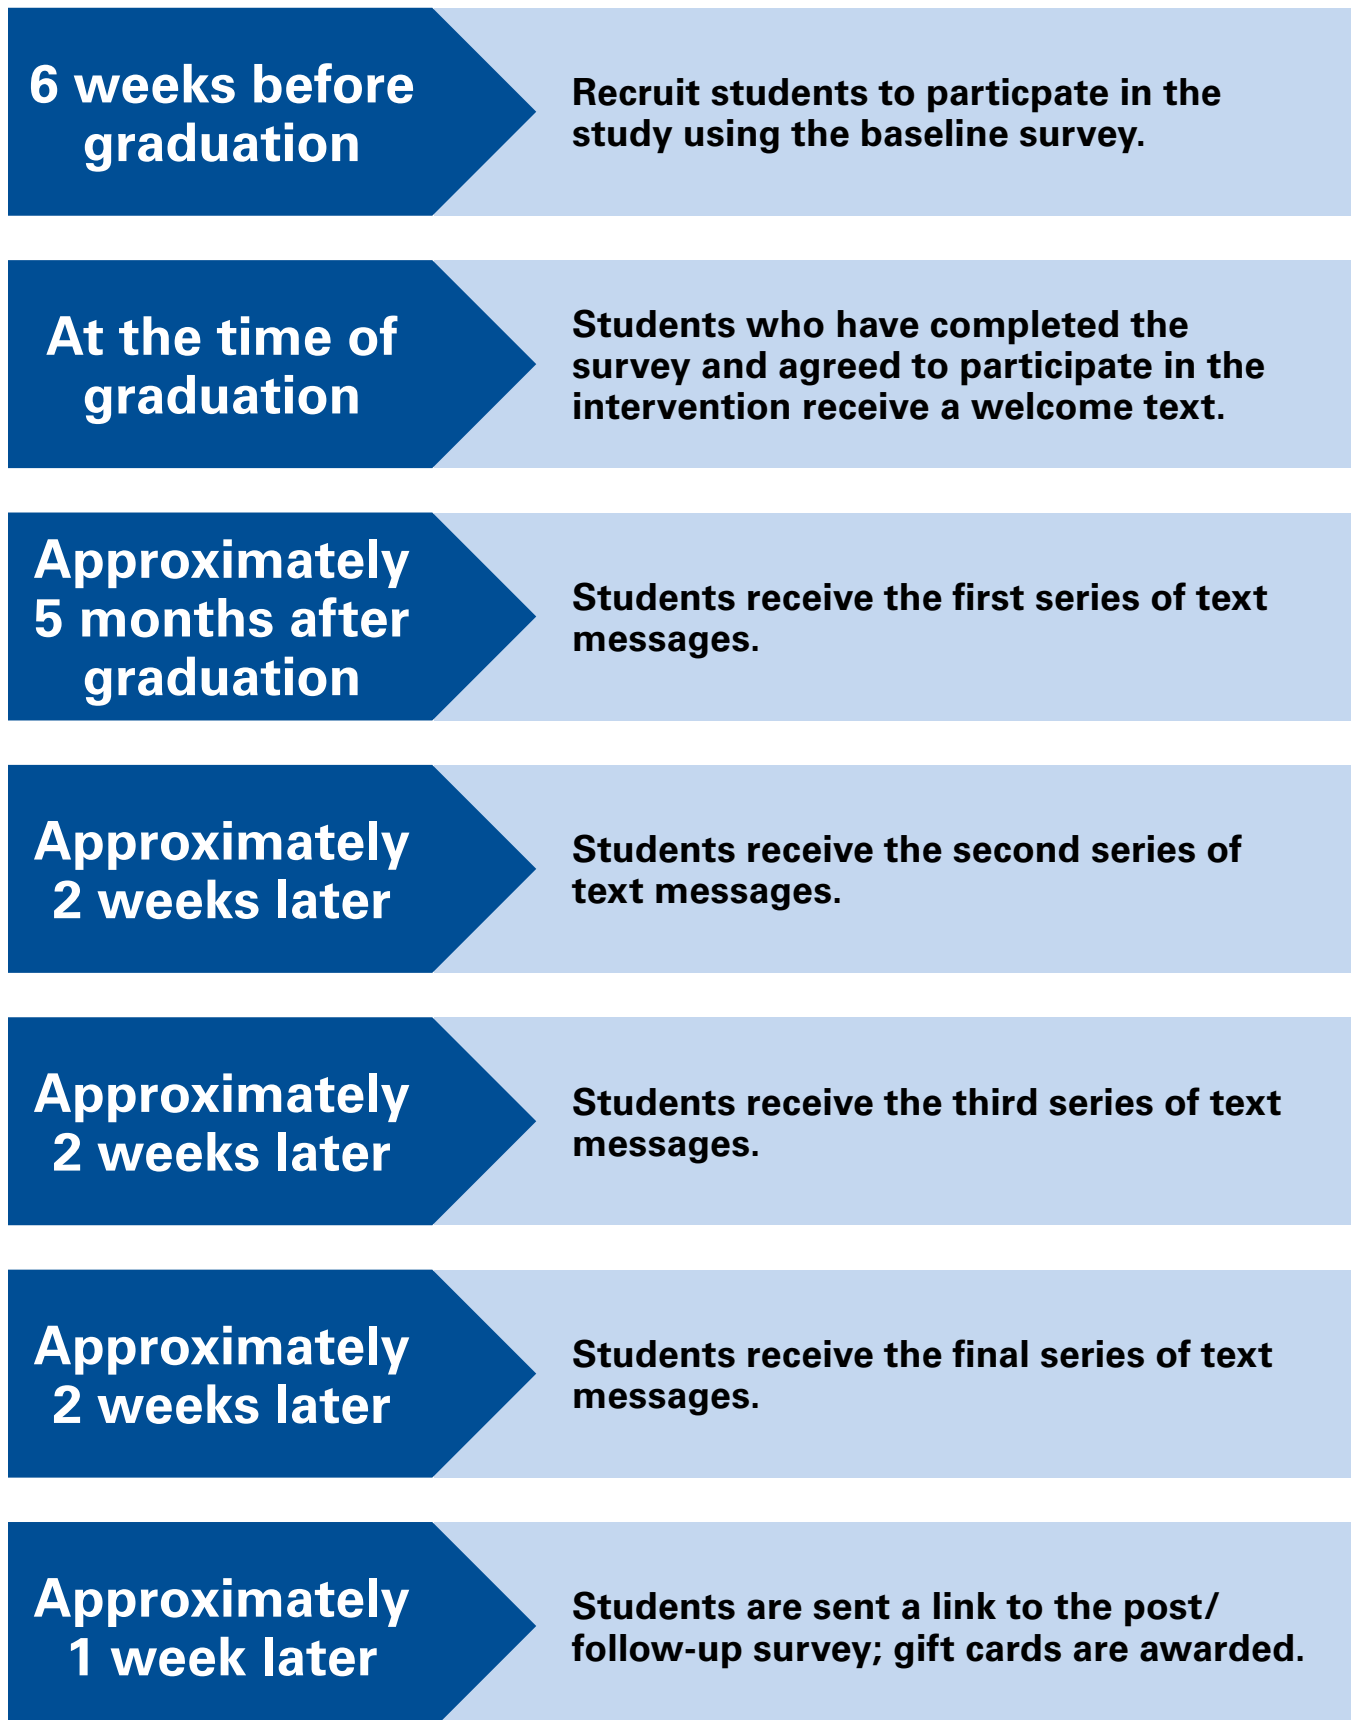 6 weeks before
graduation
Recruit students to particpate in the
study using the baseline survey.
At the time of
graduation
Students who have completed the
survey and agreed to participate in the
intervention receive a welcome text.
Approximately
5 months after
graduation
Students receive the first series of text
messages.
Approximately
2 weeks later
Students receive the second series of
text messages.
Approximately
2 weeks later
Students receive the third series of text
messages.
Approximately
2 weeks later
Students receive the final series of text
messages.
Approximately
1 week later
Students are sent a link to the post/
follow-up survey; gift cards are awarded.